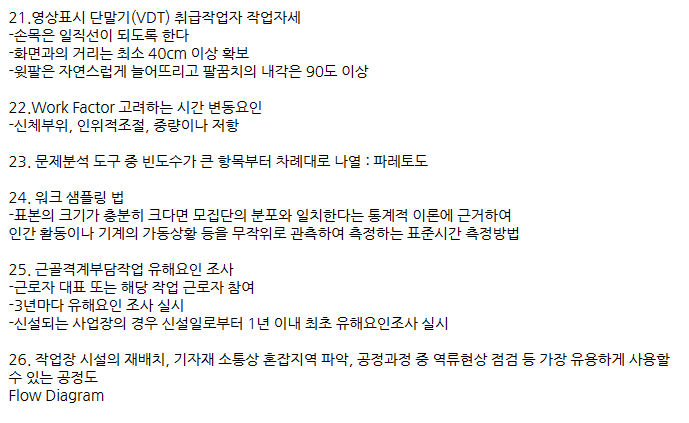 21.영상표시 단말기(VDT) 취급작업자 작업자세
-손목은 일직선이 되도록 한다
-화면과의 거리는 최소 40cm 이상 확보
-윗팔은 자연스럽게 늘어뜨리고 팔꿈치의 내각은 90도 이상
22.Work Factor 고려하는 시간 변동요인
-신체부위, 인위적조절, 중량이나 저항
23. 문제분석 도구 중 빈도수가 큰 항목부터 차례대로 나열 : 파레토도
24. 워크 샘플링 법
-표본의 크기가 충분히 크다면 모집단의 분포와 일치한다는 통계적 이론에 근거하여
인간 활동이나 기계의 가동상황 등을 무작위로 관측하여 측정하는 표준시간 측정방법
25. 근골격계부담작업 유해요인 조사
-근로자 대표 또는 해당 작업 근로자 참여
-3년마다 유해요인 조사 실시
-신설되는 사업장의 경우 신설일로부터 1년 이내 최초 유해요인조사 실시
26. 작업장 시설의 재배치, 기자재 소통상 혼잡지역 파악, 공정과정 중 역류현상 점검 등 가장 유용하게 사용할
수 있는 공정도
Flow Diagram